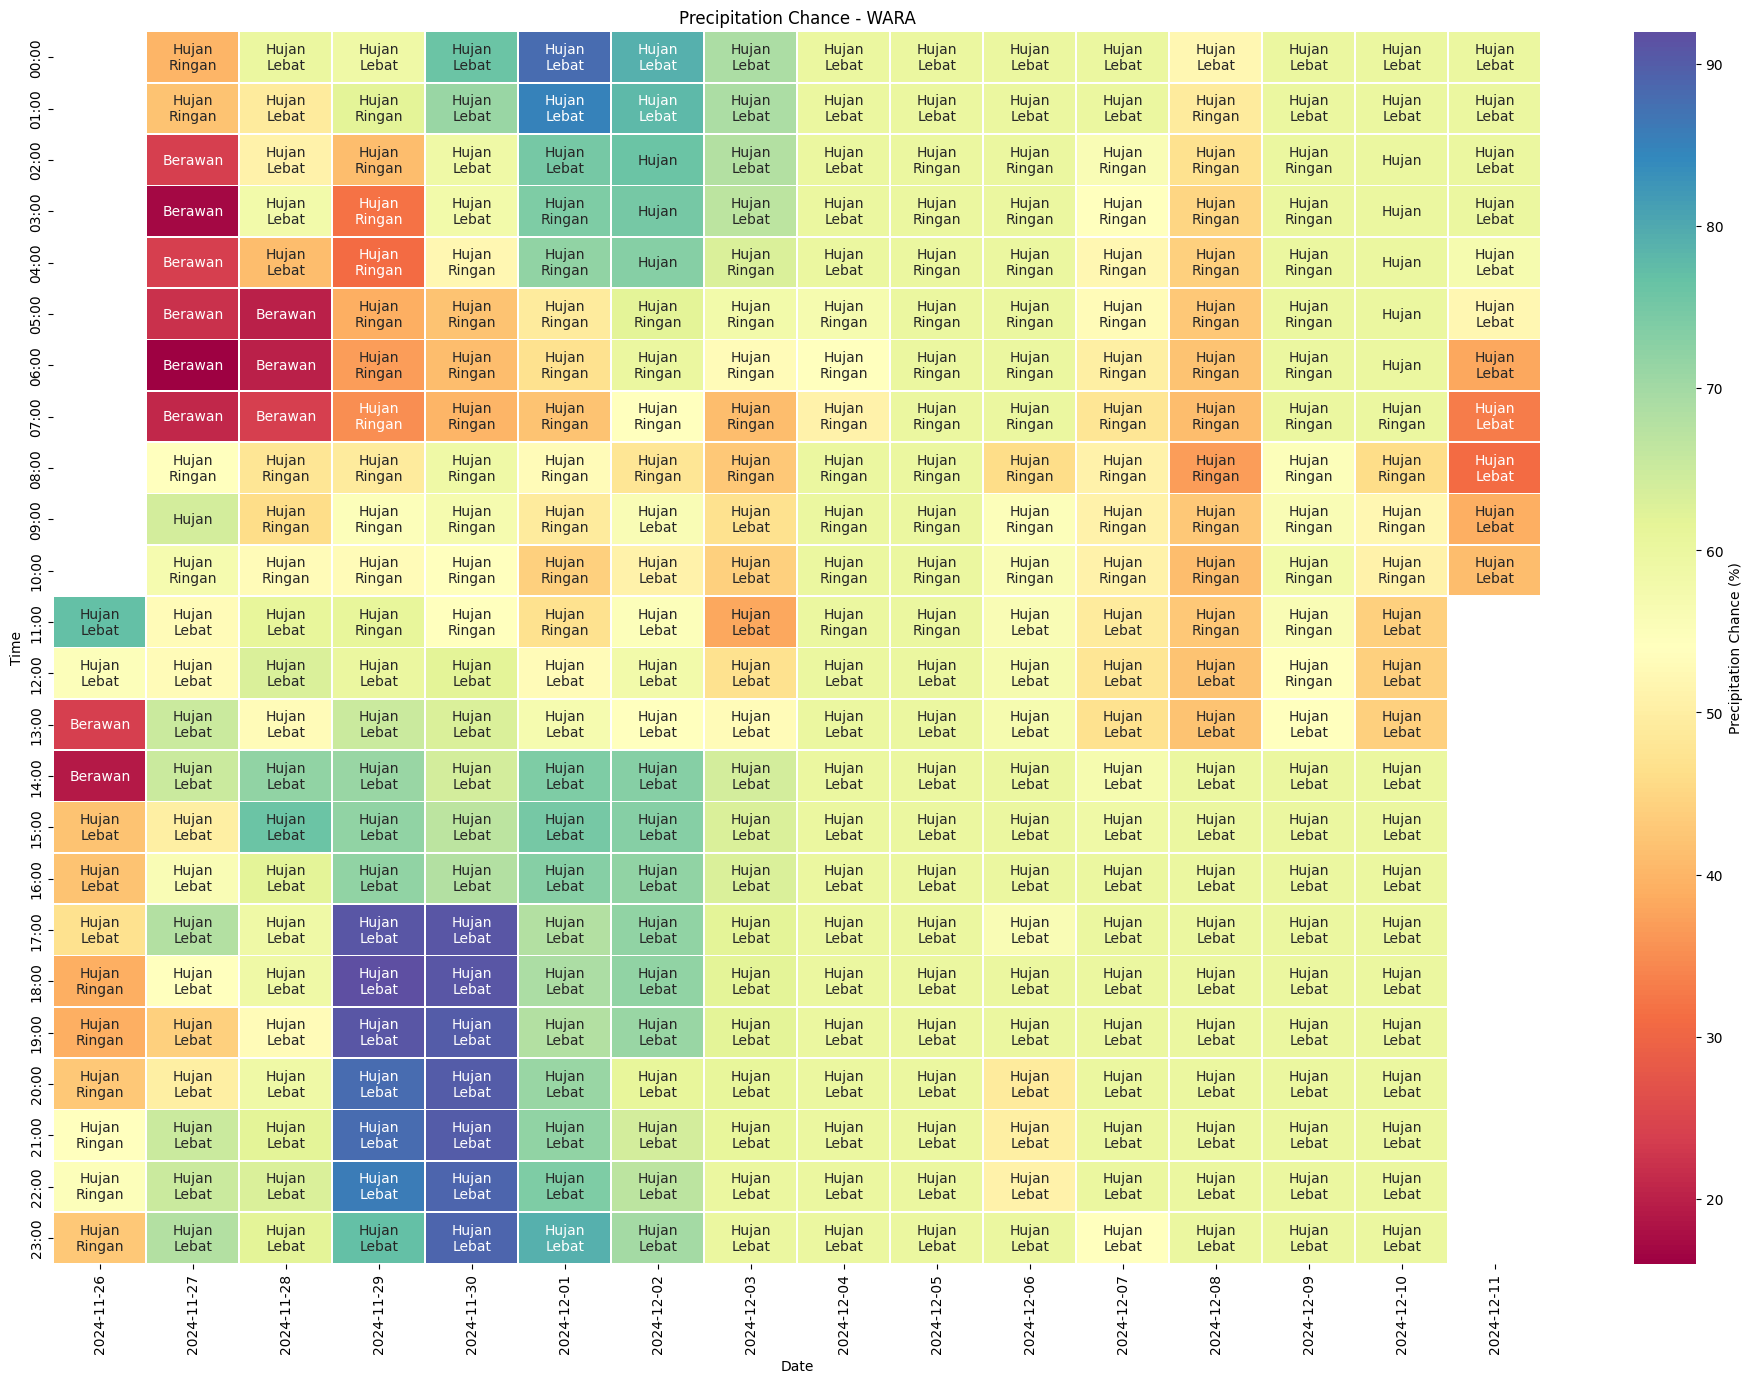 Precipitation Chance - WARA
00:00 Hujan Ringan Hujan Lebat Hujan Lebat Hujan Lebat Hujan Lebat Hujan Lebat Hujan Lebat Hujan Lebat Hujan Lebat Hujan Lebat Hujan Lebat Hujan Lebat Hujan Lebat Hujan Lebat Hujan Lebat
01:00 Hujan Ringan Hujan Lebat Hujan Ringan Hujan Lebat Hujan Lebat Hujan Lebat Hujan Lebat Hujan Lebat Hujan Lebat Hujan Lebat Hujan Lebat Hujan Ringan Hujan Lebat Hujan Lebat Hujan Lebat
02:00 Berawan Hujan Lebat Hujan Ringan Hujan Lebat Hujan Lebat Hujan Hujan Lebat Hujan Lebat Hujan Ringan Hujan Ringan Hujan Ringan Hujan Ringan Hujan Ringan Hujan Hujan Lebat
03:00 Berawan Hujan Lebat Hujan Ringan Hujan Lebat Hujan Ringan Hujan Hujan Lebat Hujan Lebat Hujan Ringan Hujan Ringan Hujan Ringan Hujan Ringan Hujan Ringan Hujan Hujan Lebat
04:00 Berawan Hujan Lebat Hujan Ringan Hujan Ringan Hujan Ringan Hujan Hujan Ringan Hujan Lebat Hujan Ringan Hujan Ringan Hujan Ringan Hujan Ringan Hujan Ringan Hujan Hujan Lebat
05:00 Berawan Berawan Hujan Ringan Hujan Ringan Hujan Ringan Hujan Ringan Hujan Ringan Hujan Ringan Hujan Ringan Hujan Ringan Hujan Ringan Hujan Ringan Hujan Ringan Hujan Hujan Lebat
06:00 Berawan Berawan Hujan Ringan Hujan Ringan Hujan Ringan Hujan Ringan Hujan Ringan Hujan Ringan Hujan Ringan Hujan Ringan Hujan Ringan Hujan Ringan Hujan Ringan Hujan Hujan Lebat
07:00 Berawan Berawan Hujan Ringan Hujan Ringan Hujan Ringan Hujan Ringan Hujan Ringan Hujan Ringan Hujan Ringan Hujan Ringan Hujan Ringan Hujan Ringan Hujan Ringan Hujan Ringan Hujan Lebat
08:00 Hujan Ringan Hujan Ringan Hujan Ringan Hujan Ringan Hujan Ringan Hujan Ringan Hujan Ringan Hujan Ringan Hujan Ringan Hujan Ringan Hujan Ringan Hujan Ringan Hujan Ringan Hujan Ringan Hujan Lebat
09:00 Hujan Hujan Ringan Hujan Ringan Hujan Ringan Hujan Ringan Hujan Lebat Hujan Lebat Hujan Ringan Hujan Ringan Hujan Ringan Hujan Ringan Hujan Ringan Hujan Ringan Hujan Ringan Hujan Lebat
10:00 Hujan Ringan Hujan Ringan Hujan Ringan Hujan Ringan Hujan Ringan Hujan Lebat Hujan Lebat Hujan Ringan Hujan Ringan Hujan Ringan Hujan Ringan Hujan Ringan Hujan Ringan Hujan Ringan Hujan Lebat
11:00 Hujan Lebat Hujan Lebat Hujan Lebat Hujan Ringan Hujan Ringan Hujan Ringan Hujan Lebat Hujan Lebat Hujan Ringan Hujan Ringan Hujan Lebat Hujan Lebat Hujan Ringan Hujan Ringan Hujan Lebat
12:00 Hujan Lebat Hujan Lebat Hujan Lebat Hujan Lebat Hujan Lebat Hujan Lebat Hujan Lebat Hujan Lebat Hujan Lebat Hujan Lebat Hujan Lebat Hujan Lebat Hujan Lebat Hujan Ringan Hujan Lebat
13:00 Berawan Hujan Lebat Hujan Lebat Hujan Lebat Hujan Lebat Hujan Lebat Hujan Lebat Hujan Lebat Hujan Lebat Hujan Lebat Hujan Lebat Hujan Lebat Hujan Lebat Hujan Lebat Hujan Lebat
14:00 Berawan Hujan Lebat Hujan Lebat Hujan Lebat Hujan Lebat Hujan Lebat Hujan Lebat Hujan Lebat Hujan Lebat Hujan Lebat Hujan Lebat Hujan Lebat Hujan Lebat Hujan Lebat Hujan Lebat
15:00 Hujan Lebat Hujan Lebat Hujan Lebat Hujan Lebat Hujan Lebat Hujan Lebat Hujan Lebat Hujan Lebat Hujan Lebat Hujan Lebat Hujan Lebat Hujan Lebat Hujan Lebat Hujan Lebat Hujan Lebat
16:00 Hujan Lebat Hujan Lebat Hujan Lebat Hujan Lebat Hujan Lebat Hujan Lebat Hujan Lebat Hujan Lebat Hujan Lebat Hujan Lebat Hujan Lebat Hujan Lebat Hujan Lebat Hujan Lebat Hujan Lebat
17:00 Hujan Lebat Hujan Lebat Hujan Lebat Hujan Lebat Hujan Lebat Hujan Lebat Hujan Lebat Hujan Lebat Hujan Lebat Hujan Lebat Hujan Lebat Hujan Lebat Hujan Lebat Hujan Lebat Hujan Lebat
18:00 Hujan Ringan Hujan Lebat Hujan Lebat Hujan Lebat Hujan Lebat Hujan Lebat Hujan Lebat Hujan Lebat Hujan Lebat Hujan Lebat Hujan Lebat Hujan Lebat Hujan Lebat Hujan Lebat Hujan Lebat
19:00 Hujan Ringan Hujan Lebat Hujan Lebat Hujan Lebat Hujan Lebat Hujan Lebat Hujan Lebat Hujan Lebat Hujan Lebat Hujan Lebat Hujan Lebat Hujan Lebat Hujan Lebat Hujan Lebat Hujan Lebat
20:00 Hujan Ringan Hujan Lebat Hujan Lebat Hujan Lebat Hujan Lebat Hujan Lebat Hujan Lebat Hujan Lebat Hujan Lebat Hujan Lebat Hujan Lebat Hujan Lebat Hujan Lebat Hujan Lebat Hujan Lebat
21:00 Hujan Ringan Hujan Lebat Hujan Lebat Hujan Lebat Hujan Lebat Hujan Lebat Hujan Lebat Hujan Lebat Hujan Lebat Hujan Lebat Hujan Lebat Hujan Lebat Hujan Lebat Hujan Lebat Hujan Lebat
22:00 Hujan Ringan Hujan Lebat Hujan Lebat Hujan Lebat Hujan Lebat Hujan Lebat Hujan Lebat Hujan Lebat Hujan Lebat Hujan Lebat Hujan Lebat Hujan Lebat Hujan Lebat Hujan Lebat Hujan Lebat
23:00 Hujan Ringan Hujan Lebat Hujan Lebat Hujan Lebat Hujan Lebat Hujan Lebat Hujan Lebat Hujan Lebat Hujan Lebat Hujan Lebat Hujan Lebat Hujan Lebat Hujan Lebat Hujan Lebat Hujan Lebat
Time
2024-11-26 2024-11-27 2024-11-28 2024-11-29 2024-11-30 2024-12-01 2024-12-02 2024-12-03 2024-12-04 2024-12-05 2024-12-06 2024-12-07 2024-12-08 2024-12-09 2024-12-10 2024-12-11
Date
90
80
70
60
50
40
30
20
Precipitation Chance (%)